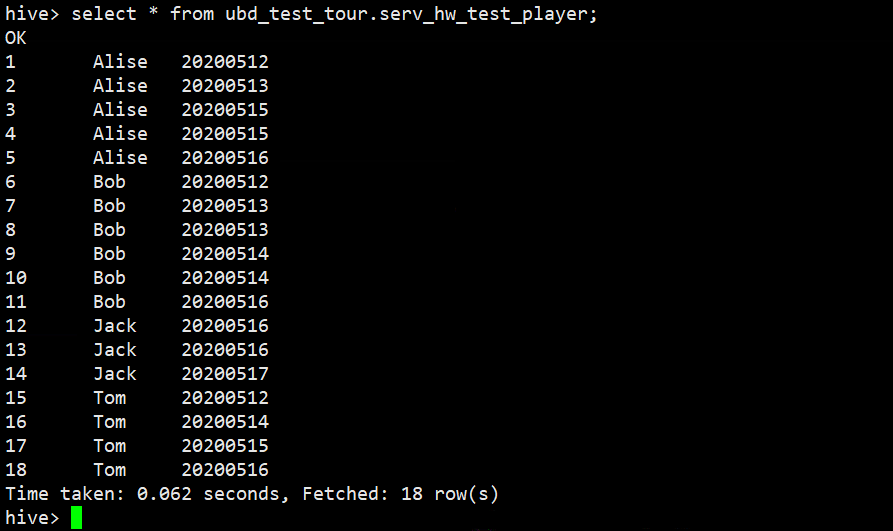 hive> select * from ubd_test_tour.serv_hw_test_player;
OK
1 Alise 20200512
2 Alise 20200513
3 Alise 20200515
4 Alise 20200515
5 Alise 20200516
6 Bob 20200512
7 Bob 20200513
8 Bob 20200513
9 Bob 20200514
10 Bob 20200514
11 Bob 20200516
12 Jack 20200516
13 Jack 20200516
14 Jack 20200517
15 Tom 20200512
16 Tom 20200514
17 Tom 20200515
18 Tom 20200516
Time taken: 0.062 seconds, Fetched: 18 row(s)
hive>